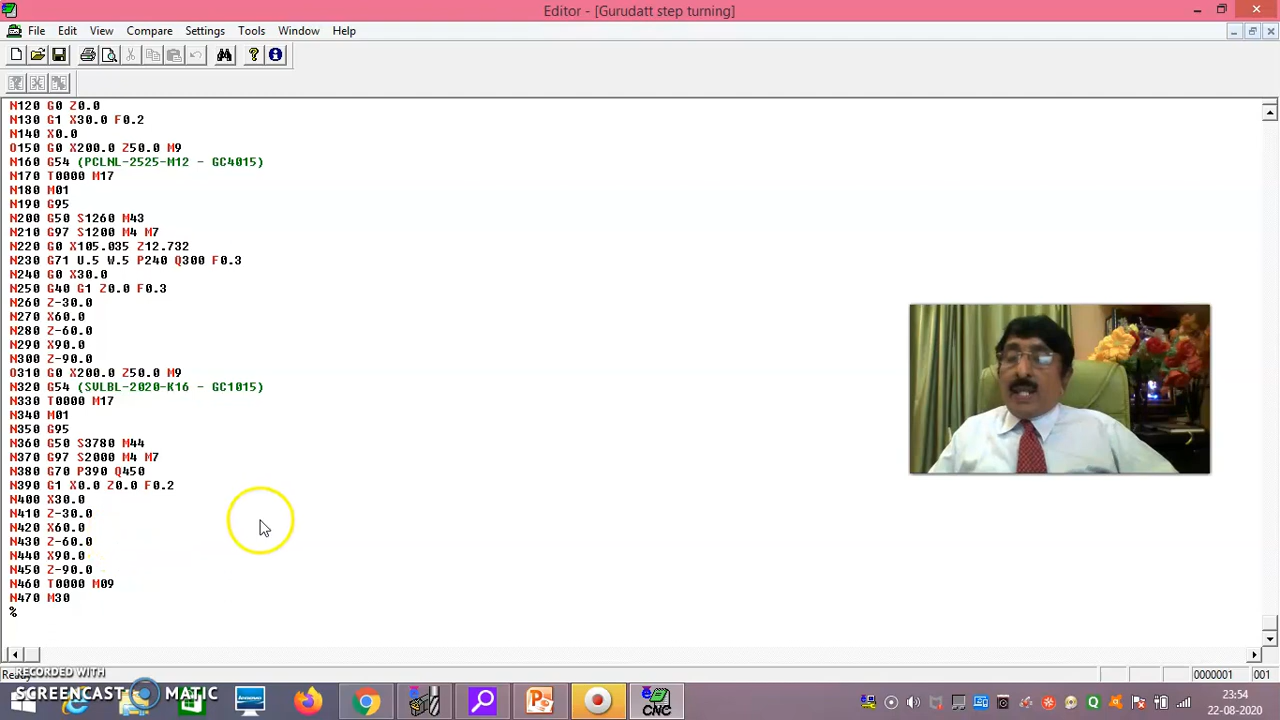 Editor - [Gurudatt step turning]
File Edit View Compare Settings Tools Window Help
N120 G0 Z0.0
N130 G1 X30.0 F0.2
N140 X0.0
O150 G0 X200.0 Z50.0 M9
N160 G54 (PCLNL-2525-M12 - GC4015)
N170 T0000 M17
N180 M01
N190 G95
N200 G50 S1260 M43
N210 G97 S1200 M4 M7
N220 G0 X105.035 Z12.732
N230 G71 U.5 W.5 P240 Q300 F0.3
N240 G0 X30.0
N250 G40 G1 Z0.0 F0.3
N260 Z-30.0
N270 X60.0
N280 Z-60.0
N290 X90.0
N300 Z-90.0
O310 G0 X200.0 Z50.0 M9
N320 G54 (SVLBL-2020-K16 - GC1015)
N330 T0000 M17
N340 M01
N350 G95
N360 G50 S3780 M44
N370 G97 S2000 M4 M7
N380 G70 P390 Q450
N390 G1 X0.0 Z0.0 F0.2
N400 X30.0
N410 Z-30.0
N420 X60.0
N430 Z-60.0
N440 X90.0
N450 Z-90.0
N460 T0000 M09
N470 M30
%
0000001 001
RECORDED WITH
SCREENCAST MATIC
CNC
23:54
22-08-2020